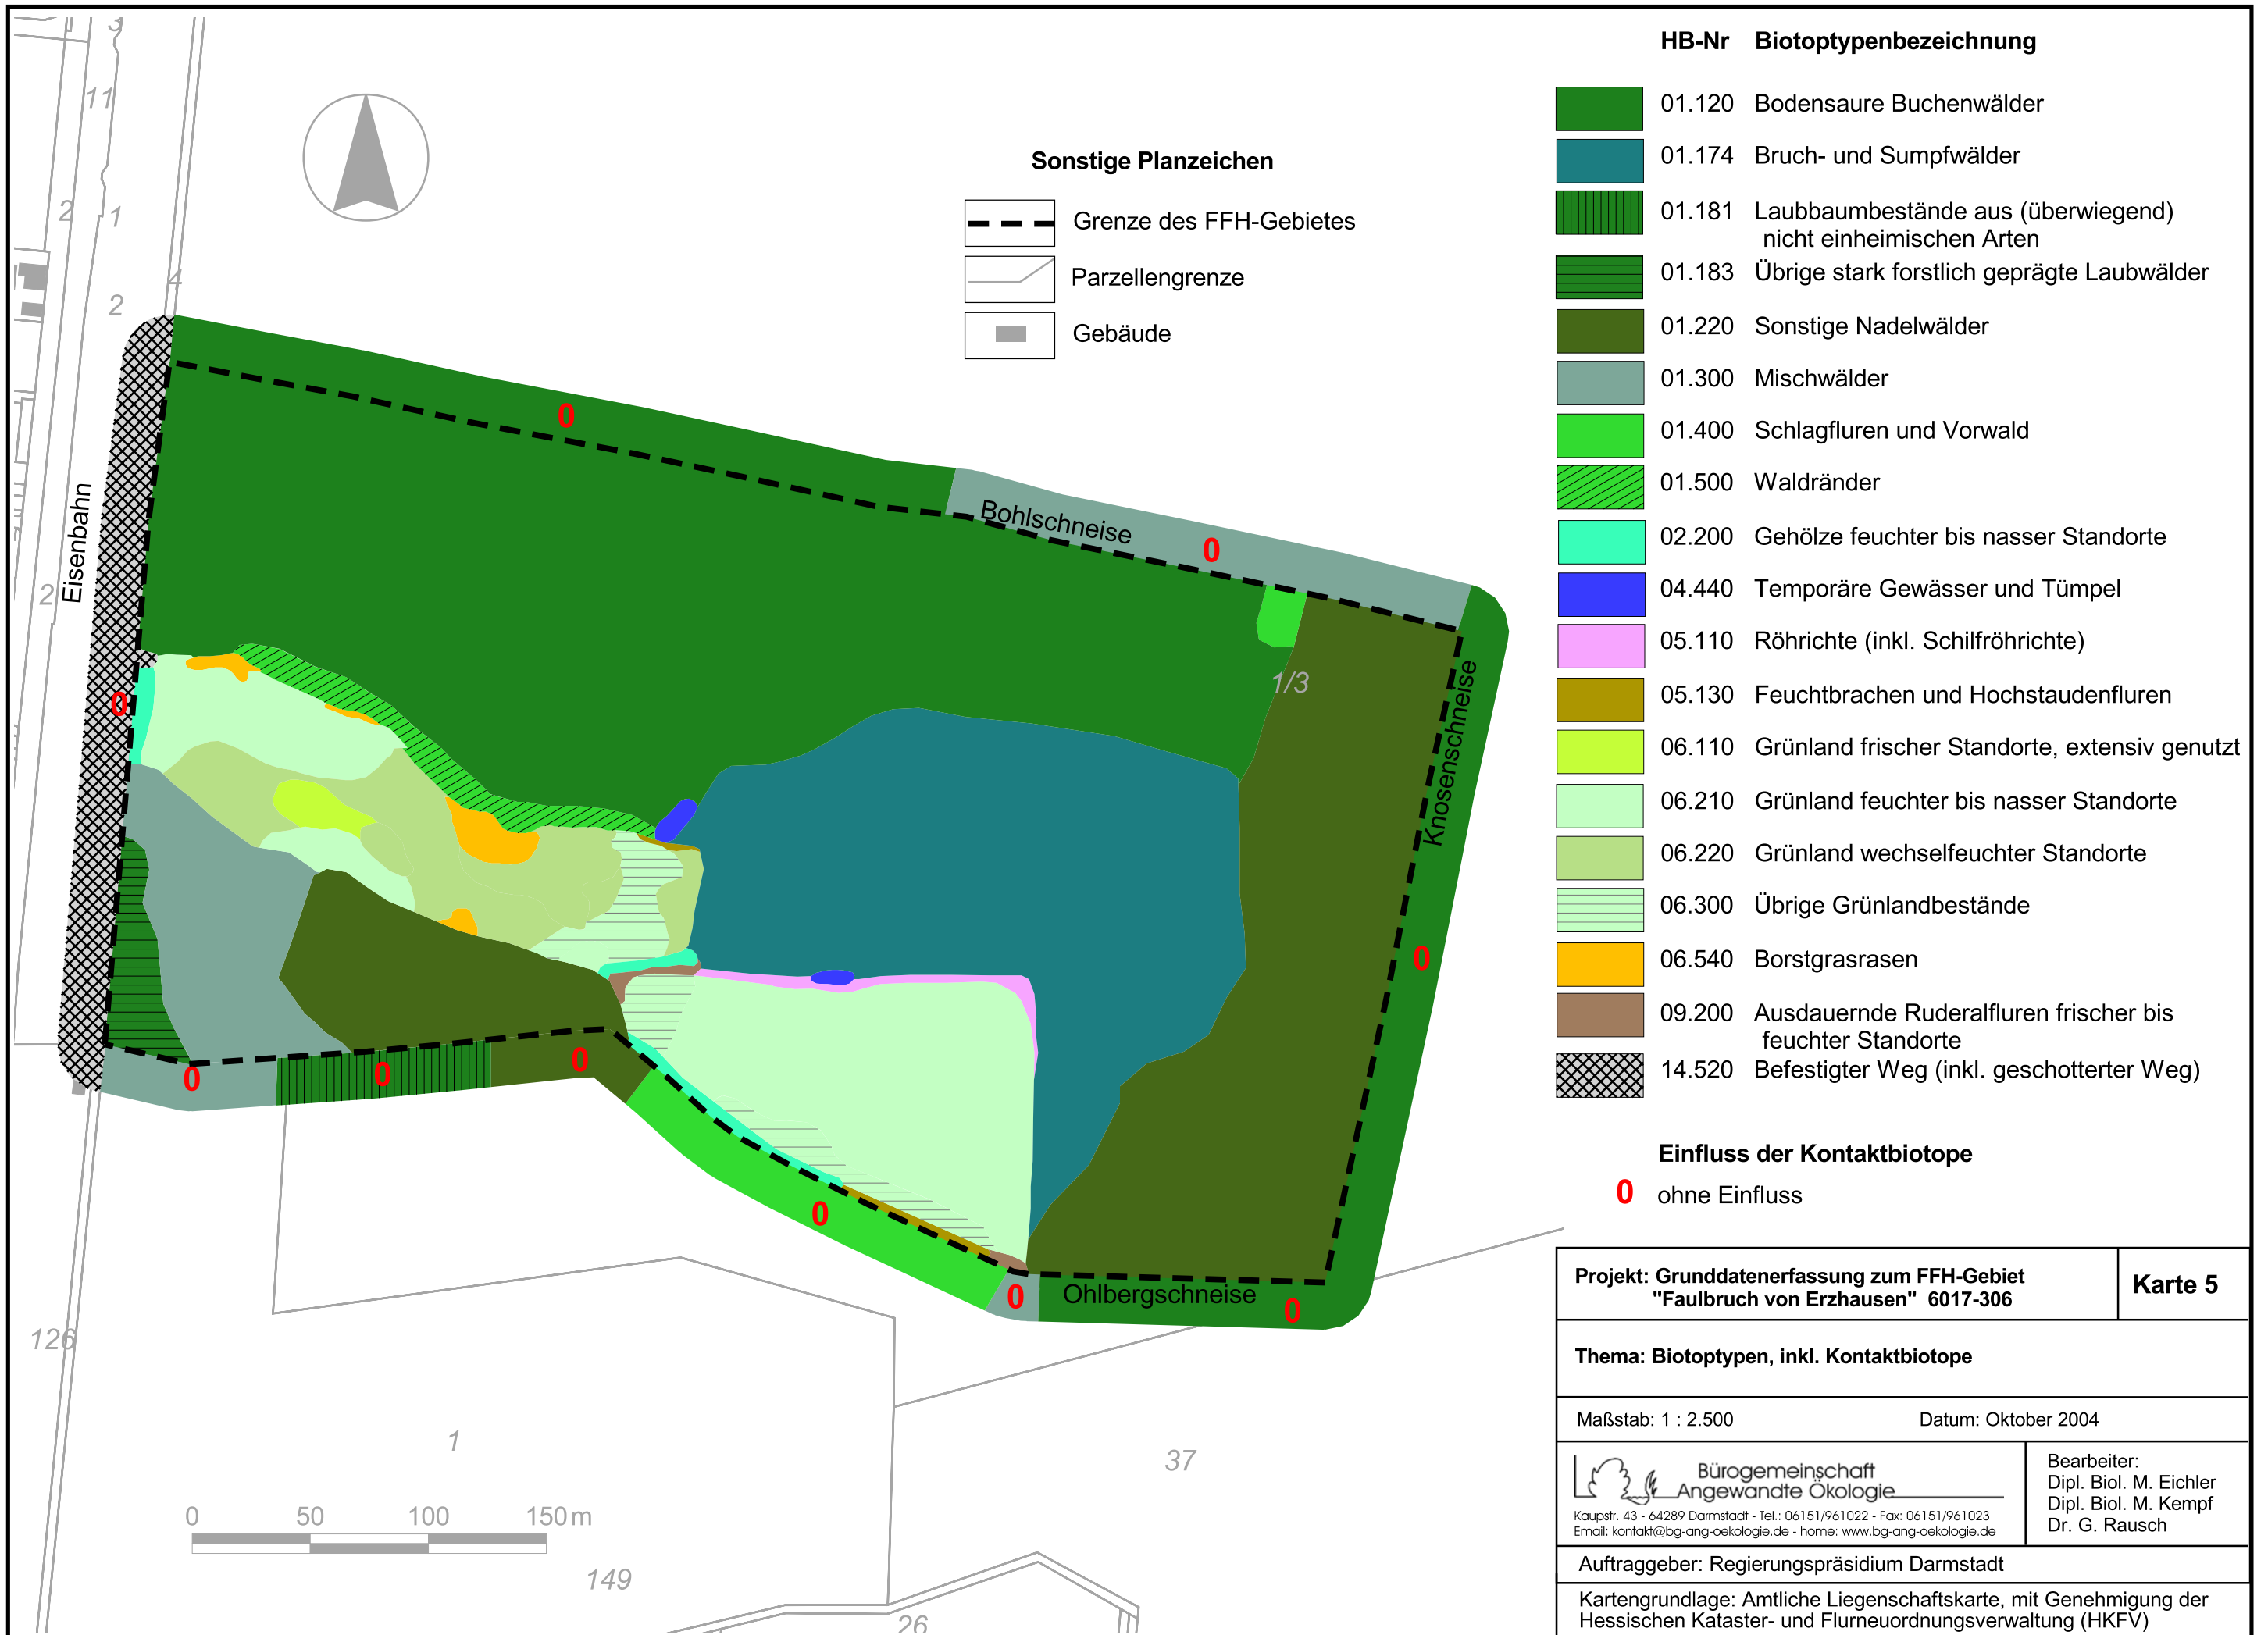 HB-Nr Biotoptypenbezeichnung
01.120 Bodensaure Buchenwälder
01.174 Bruch- und Sumpfwälder
01.181 Laubbaumbestände aus (überwiegend)
nicht einheimischen Arten
01.183 Übrige stark forstlich geprägte Laubwälder
01.220 Sonstige Nadelwälder
01.300 Mischwälder
01.400 Schlagfluren und Vorwald
01.500 Waldränder
02.200 Gehölze feuchter bis nasser Standorte
04.440 Temporäre Gewässer und Tümpel
05.110 Röhrichte (inkl. Schilfröhrichte)
05.130 Feuchtbrachen und Hochstaudenfluren
06.110 Grünland frischer Standorte, extensiv genutzt
06.210 Grünland feuchter bis nasser Standorte
06.220 Grünland wechselfeuchter Standorte
06.300 Übrige Grünlandbestände
06.540 Borstgrasrasen
09.200 Ausdauernde Ruderalfluren frischer bis
feuchter Standorte
14.520 Befestigter Weg (inkl. geschotterter Weg)
Einfluss der Kontaktbiotope
0 ohne Einfluss
Sonstige Planzeichen
Grenze des FFH-Gebietes
Parzellengrenze
Gebäude
3
11
2 1
4
2
2
Eisenbahn
0
Bohlschneise
0
1/3
0
Knosenschneise
0
0
0
0
0
0
Ohlbergschneise
0
126
1
37
149
26
0 50 100 150 m
Projekt: Grunddatenerfassung zum FFH-Gebiet
"Faulbruch von Erzhausen" 6017-306
Karte 5
Thema: Biotoptypen, inkl. Kontaktbiotope
Maßstab: 1 : 2.500 Datum: Oktober 2004
Bürogemeinschaft
Angewandte Ökologie
Kaupstr. 43 - 64289 Darmstadt - Tel.: 06151/961022 - Fax: 06151/961023
Email: kontakt@bg-ang-oekologie.de - home: www.bg-ang-oekologie.de
Bearbeiter:
Dipl. Biol. M. Eichler
Dipl. Biol. M. Kempf
Dr. G. Rausch
Auftraggeber: Regierungspräsidium Darmstadt
Kartengrundlage: Amtliche Liegenschaftskarte, mit Genehmigung der
Hessischen Kataster- und Flurneuordnungsverwaltung (HKFV)